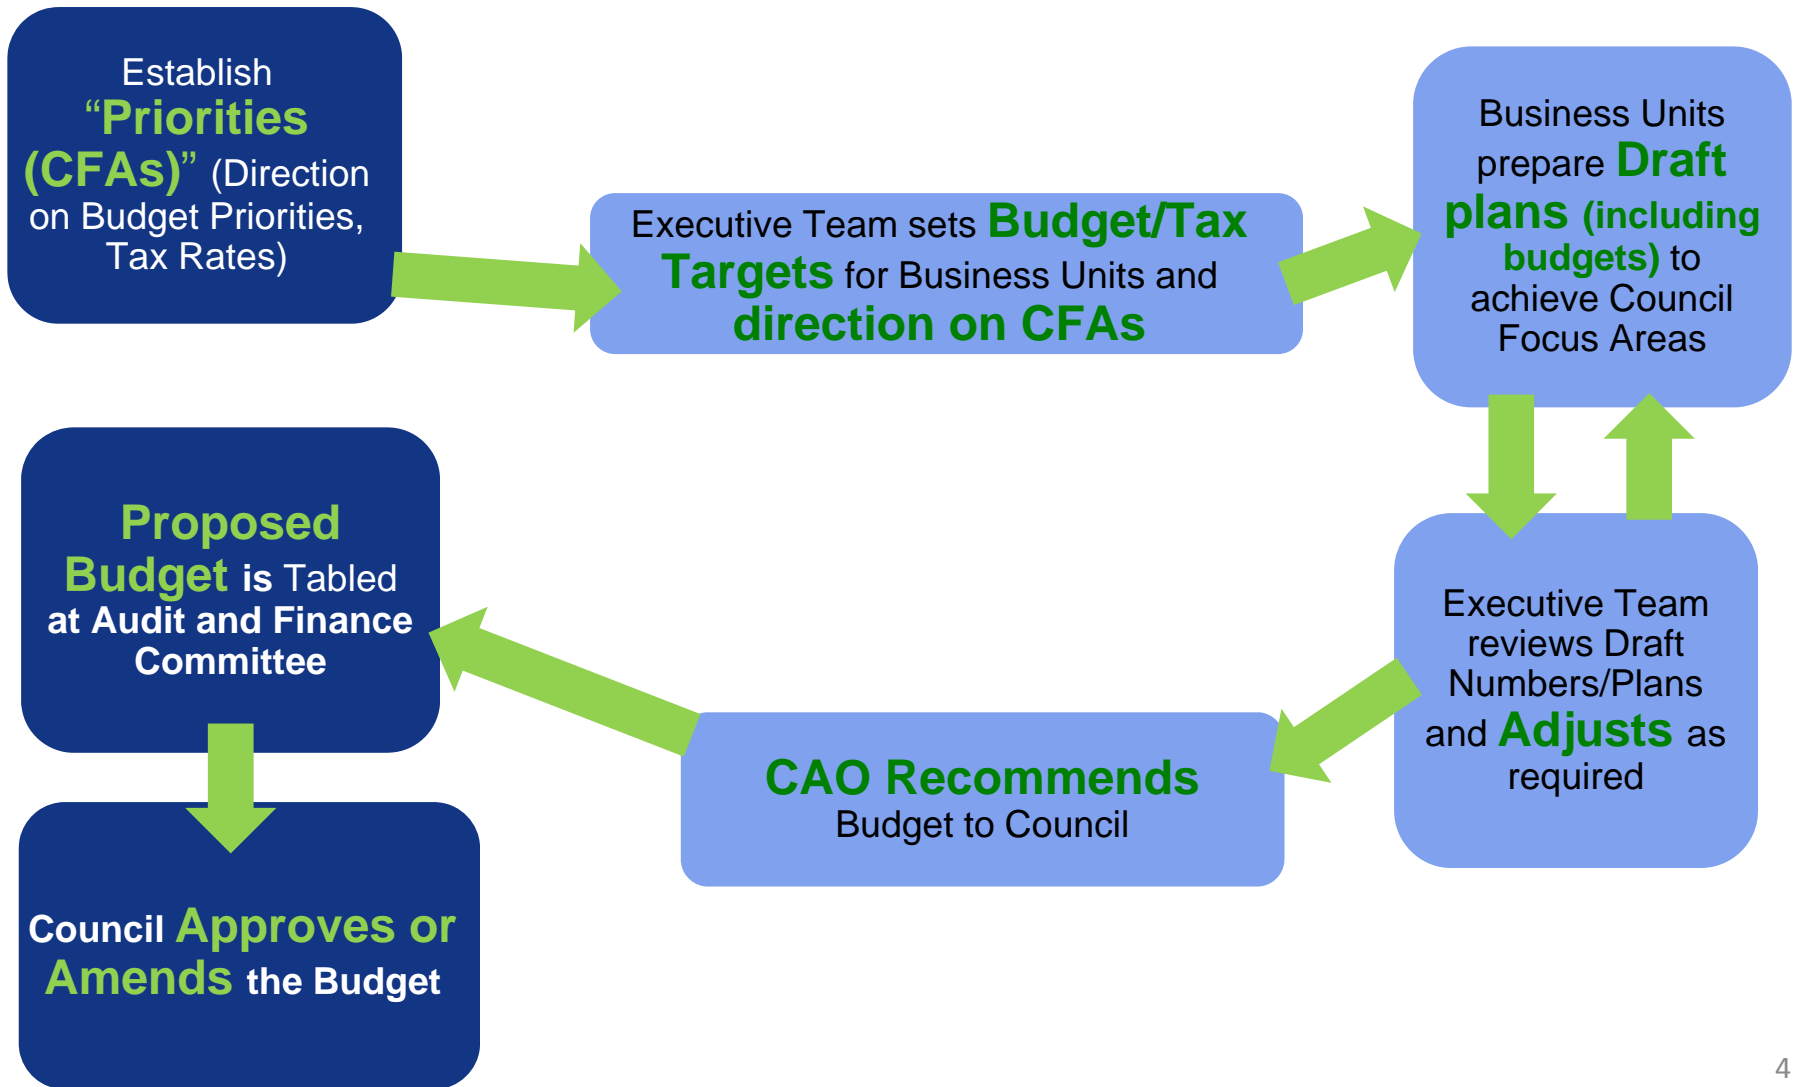 Establish
“Priorities
(CFAs)” (Direction
on Budget Priorities,
Tax Rates)
Executive Team sets Budget/Tax
Targets for Business Units and
direction on CFAs
Business Units
prepare Draft
plans (including
budgets) to
achieve Council
Focus Areas
Executive Team
reviews Draft
Numbers/Plans
and Adjusts as
required
CAO Recommends
Budget to Council
Proposed
Budget is Tabled
at Audit and Finance
Committee
Council Approves or
Amends the Budget
4